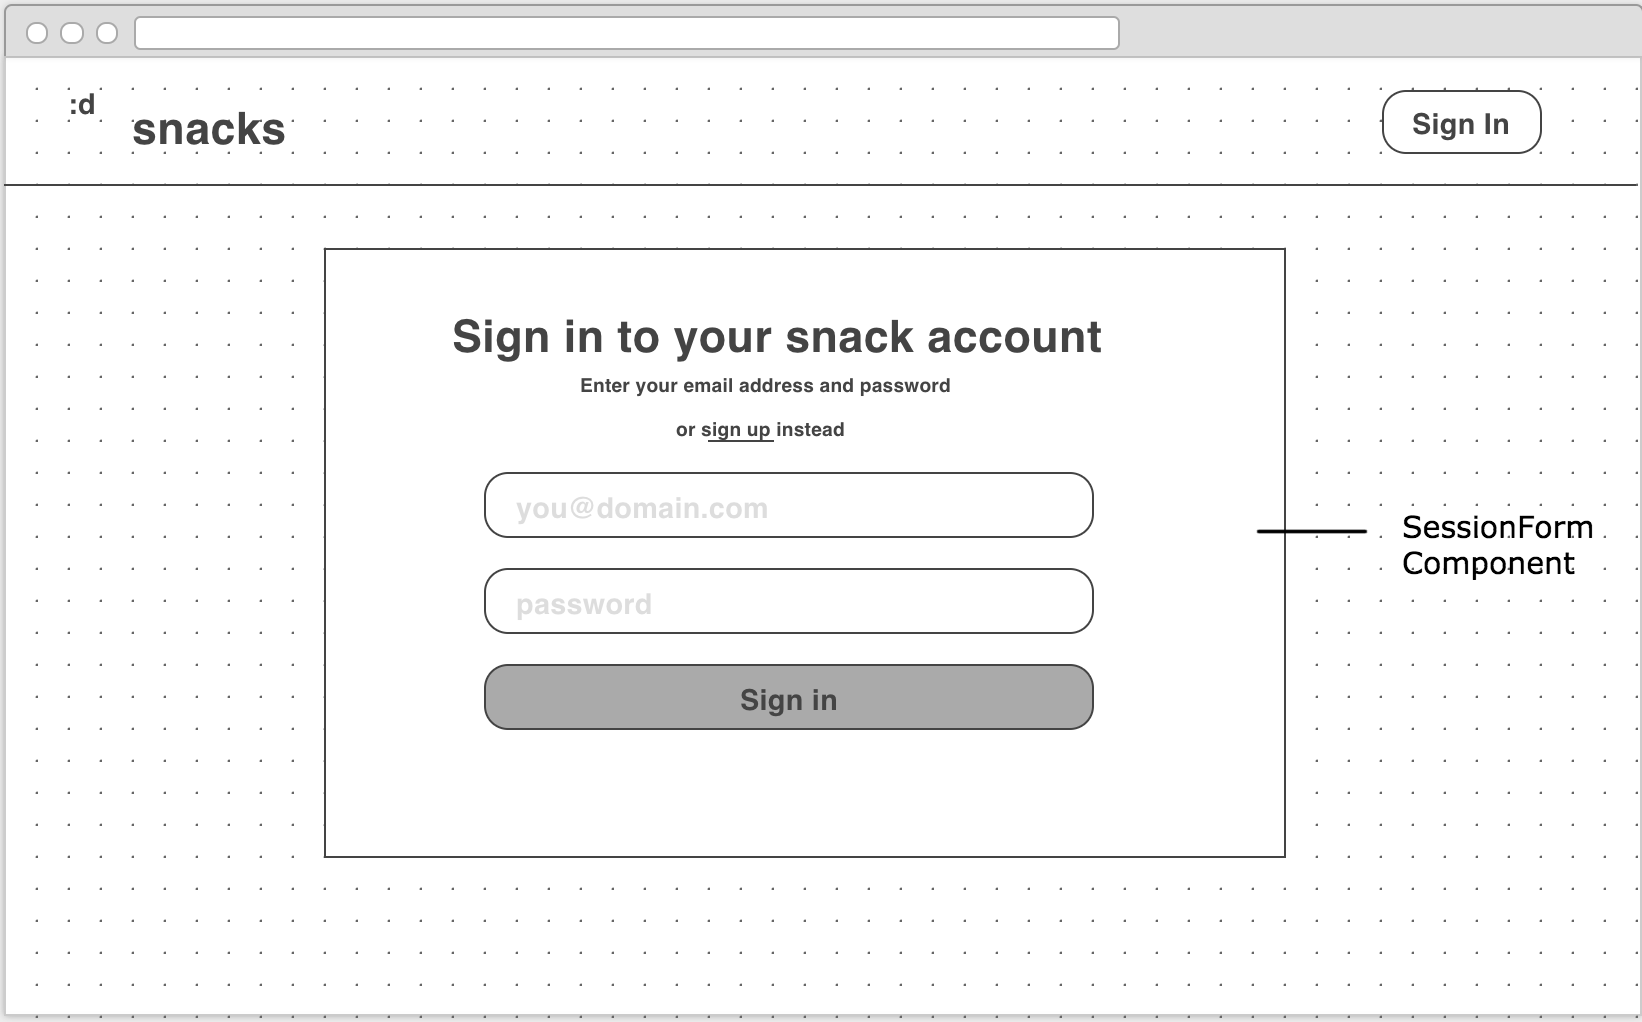 :d
snacks
Sign In
Sign in to your snack account
Enter your email address and password
or sign up instead
you@domain.com
password
Sign in
SessionForm
Component